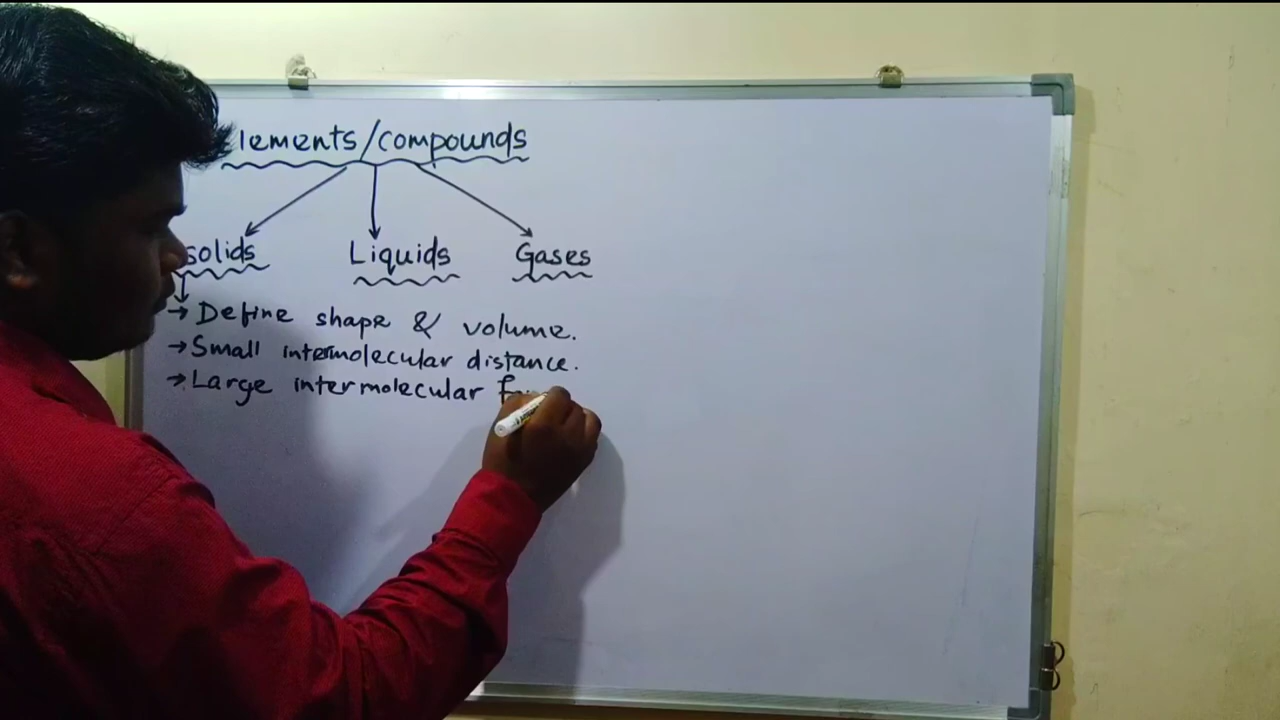 lements/compounds
solids Liquids Gases
→ Define shape & volume.
→ Small intermolecular distance.
→ Large intermolecular